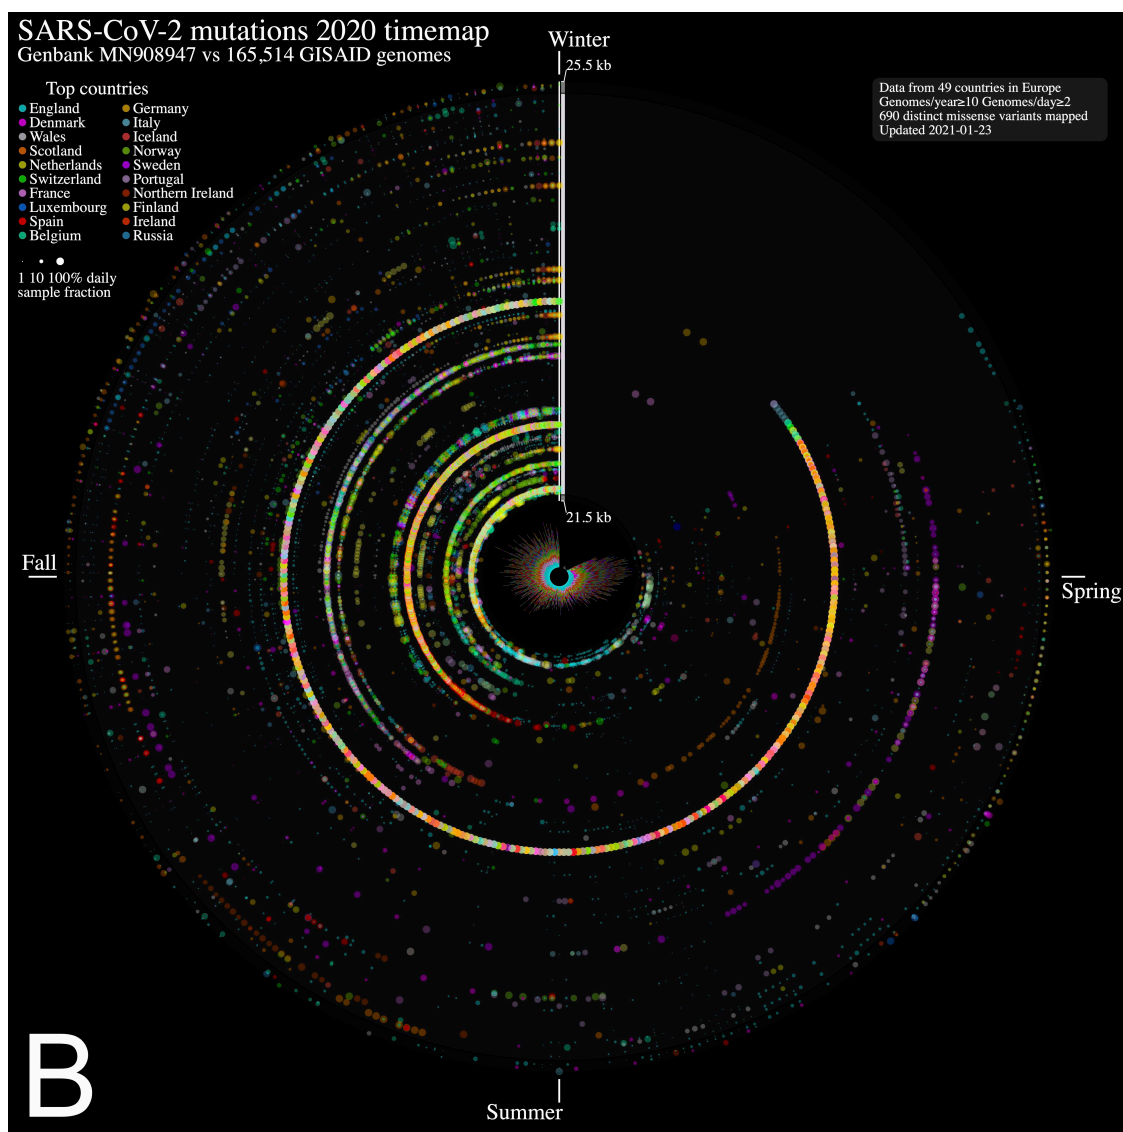 SARS-CoV-2 mutations 2020 timemap
Genbank MN908947 vs 165,514 GISAID genomes
Winter
25.5 kb
Top countries
England
Denmark
Wales
Scotland
Netherlands
Switzerland
France
Luxembourg
Spain
Belgium
Germany
Italy
Iceland
Norway
Sweden
Portugal
Northern Ireland
Finland
Ireland
Russia
1 10 100% daily
sample fraction
Data from 49 countries in Europe
Genomes/year≥10 Genomes/day≥2
690 distinct missense variants mapped
Updated 2021-01-23
21.5 kb
Fall
Spring
B
Summer